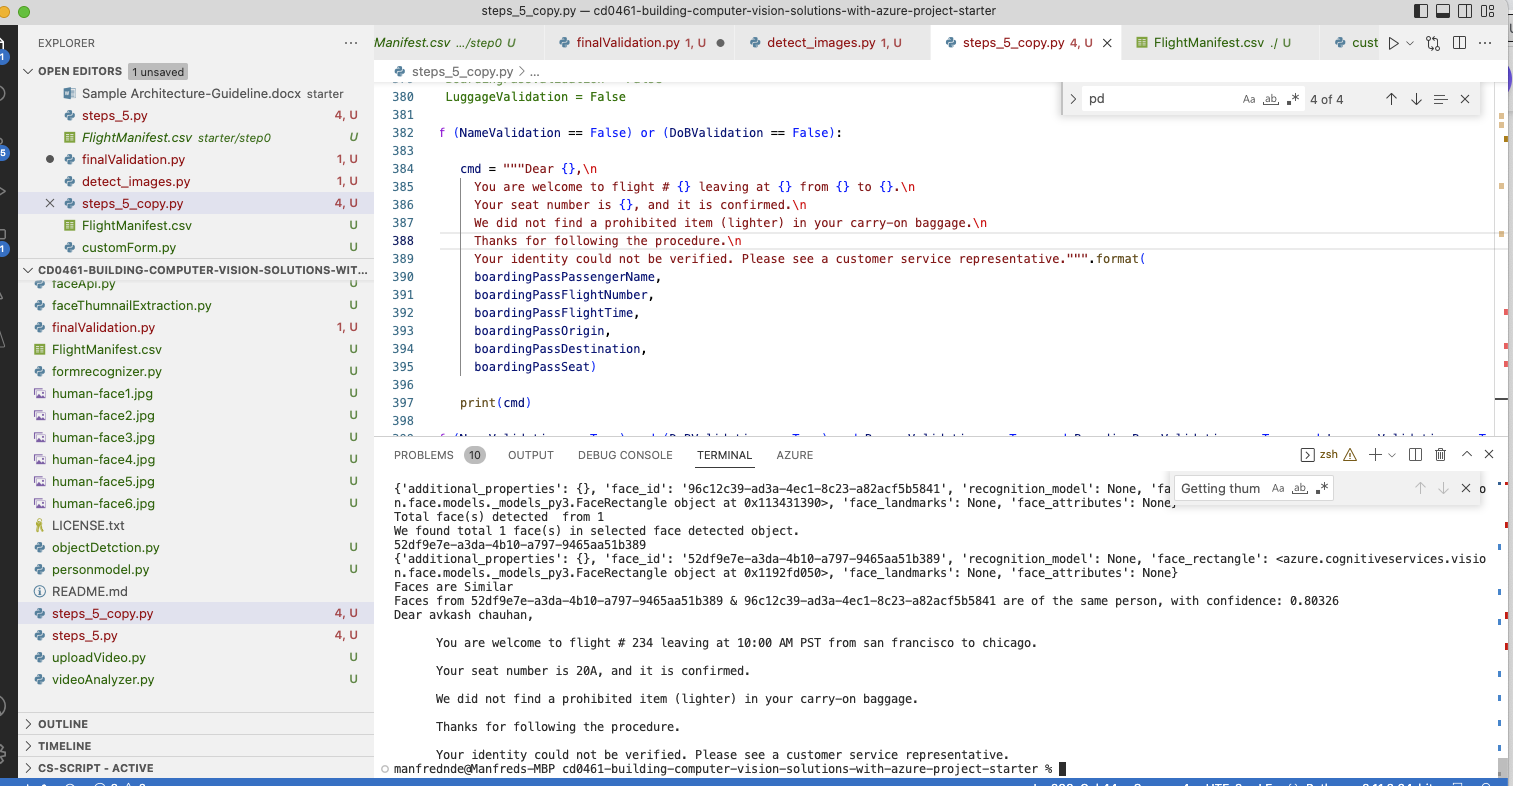 steps_5_copy.py — cd0461-building-computer-vision-solutions-with-azure-project-starter
EXPLORER
OPEN EDITORS 1 unsaved
Sample Architecture-Guideline.docx starter
steps_5.py 4, U
FlightManifest.csv starter/step0 U
finalValidation.py 1, U
detect_images.py 1, U
steps_5_copy.py 4, U
FlightManifest.csv U
customForm.py U
CD0461-BUILDING-COMPUTER-VISION-SOLUTIONS-WIT...
faceApi.py U
faceThumnailExtraction.py U
finalValidation.py 1, U
FlightManifest.csv U
formrecognizer.py U
human-face1.jpg U
human-face2.jpg U
human-face3.jpg U
human-face4.jpg U
human-face5.jpg U
human-face6.jpg U
LICENSE.txt
objectDetction.py U
personmodel.py U
README.md
steps_5_copy.py 4, U
steps_5.py 4, U
uploadVideo.py U
videoAnalyzer.py U
OUTLINE
TIMELINE
CS-SCRIPT - ACTIVE
Manifest.csv .../step0 U
finalValidation.py 1, U
detect_images.py 1, U
steps_5_copy.py 4, U
FlightManifest.csv ./ U
cust
steps_5_copy.py > ...
pd Aa ab .* 4 of 4
380 LuggageValidation = False
381
382 f (NameValidation == False) or (DoBValidation == False):
383
384 cmd = """Dear {},\n
385 You are welcome to flight # {} leaving at {} from {} to {}.\n
386 Your seat number is {}, and it is confirmed.\n
387 We did not find a prohibited item (lighter) in your carry-on baggage.\n
388 Thanks for following the procedure.\n
389 Your identity could not be verified. Please see a customer service representative.""".format(
390 boardingPassPassengerName,
391 boardingPassFlightNumber,
392 boardingPassFlightTime,
393 boardingPassOrigin,
394 boardingPassDestination,
395 boardingPassSeat)
396
397 print(cmd)
398
PROBLEMS 10 OUTPUT DEBUG CONSOLE TERMINAL AZURE
zsh
Getting thum Aa ab .*
{'additional_properties': {}, 'face_id': '96c12c39-ad3a-4ec1-8c23-a82acf5b5841', 'recognition_model': None, 'fa
n.face.models._models_py3.FaceRectangle object at 0x113431390>, 'face_landmarks': None, 'face_attributes': None}
Total face(s) detected from 1
We found total 1 face(s) in selected face detected object.
52df9e7e-a3da-4b10-a797-9465aa51b389
{'additional_properties': {}, 'face_id': '52df9e7e-a3da-4b10-a797-9465aa51b389', 'recognition_model': None, 'face_rectangle': <azure.cognitiveservices.visio
n.face.models._models_py3.FaceRectangle object at 0x1192fd050>, 'face_landmarks': None, 'face_attributes': None}
Faces are Similar
Faces from 52df9e7e-a3da-4b10-a797-9465aa51b389 & 96c12c39-ad3a-4ec1-8c23-a82acf5b5841 are of the same person, with confidence: 0.80326
Dear avkash chauhan,
You are welcome to flight # 234 leaving at 10:00 AM PST from san francisco to chicago.
Your seat number is 20A, and it is confirmed.
We did not find a prohibited item (lighter) in your carry-on baggage.
Thanks for following the procedure.
Your identity could not be verified. Please see a customer service representative.
manfrednde@Manfreds-MBP cd0461-building-computer-vision-solutions-with-azure-project-starter %